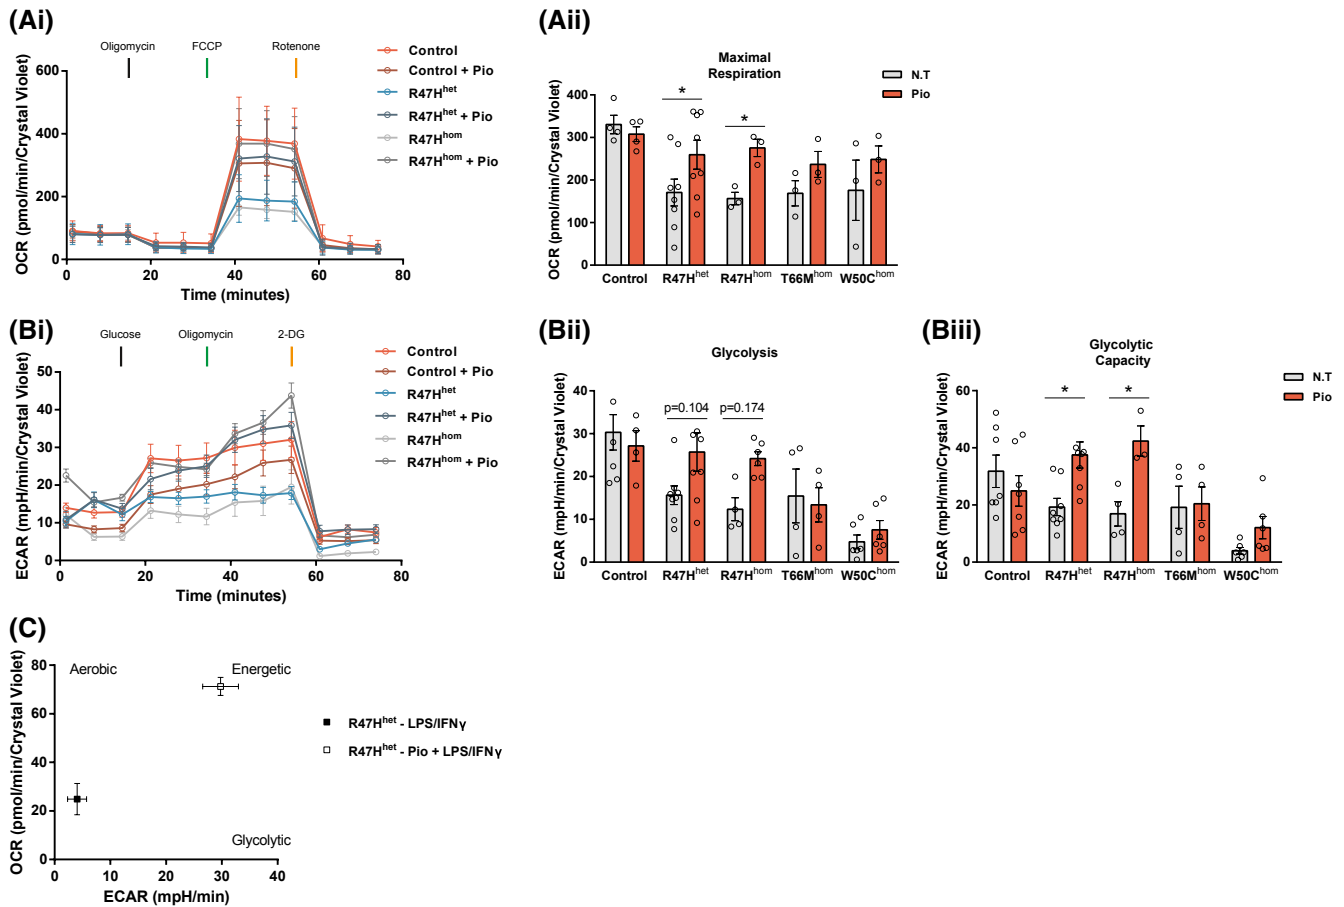 (Ai)
Oligomycin
FCCP
Rotenone
OCR (pmol/min/Crystal Violet)
600
400
200
0
0
20
40
60
80
Time (minutes)
Control
Control + Pio
R47Hhet
R47Hhet + Pio
R47Hhom
R47Hhom + Pio
(Aii)
Maximal
Respiration
N.T
Pio
OCR (pmol/min/Crystal Violet)
400
300
200
100
0
*
*
Control
R47Hhet
R47Hhom
T66Mhom
W50Chom
(Bi)
Glucose
Oligomycin
2-DG
ECAR (mpH/min/Crystal Violet)
50
40
30
20
10
0
0
20
40
60
80
Time (minutes)
Control
Control + Pio
R47Hhet
R47Hhet + Pio
R47Hhom
R47Hhom + Pio
(Bii)
Glycolysis
ECAR (mpH/min/Crystal Violet)
40
30
20
10
0
p=0.104
p=0.174
Control
R47Hhet
R47Hhom
T66Mhom
W50Chom
(Biii)
Glycolytic
Capacity
N.T
Pio
ECAR (mpH/min/Crystal Violet)
60
40
20
0
*
*
Control
R47Hhet
R47Hhom
T66Mhom
W50Chom
(C)
OCR (pmol/min/Crystal Violet)
80
60
40
20
0
Aerobic
Energetic
Glycolytic
0
10
20
30
40
ECAR (mpH/min)
R47Hhet - LPS/IFNγ
R47Hhet - Pio + LPS/IFNγ